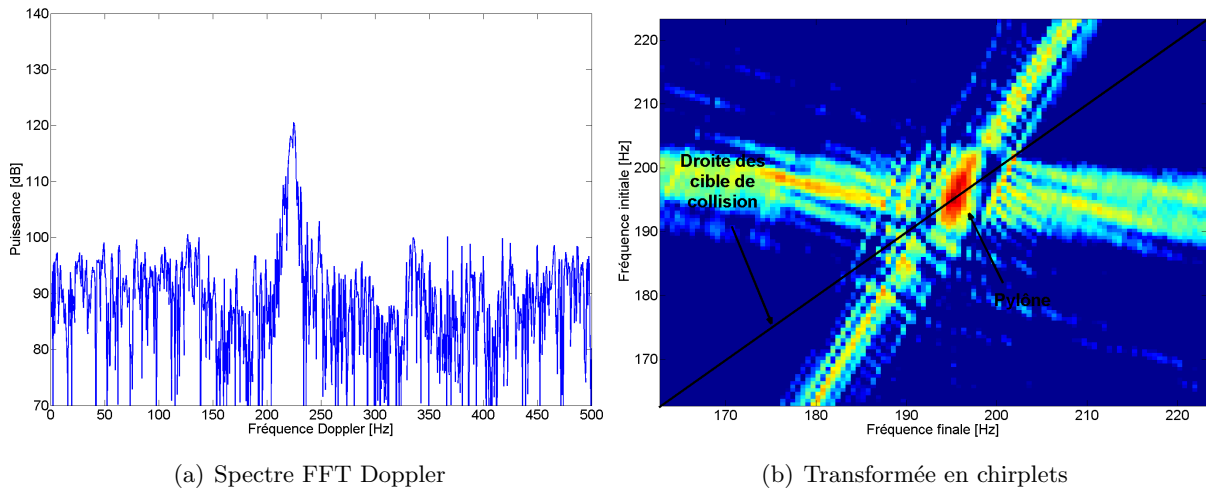 140
130
120
110
100
90
80
70
Puissance [dB]
0 50 100 150 200 250 300 350 400 450 500
Fréquence Doppler [Hz]
(a) Spectre FFT Doppler
220
210
200
190
180
170
Fréquence initiale [Hz]
Droite des
cible de
collision
Pylône
170 180 190 200 210 220
Fréquence finale [Hz]
(b) Transformée en chirplets